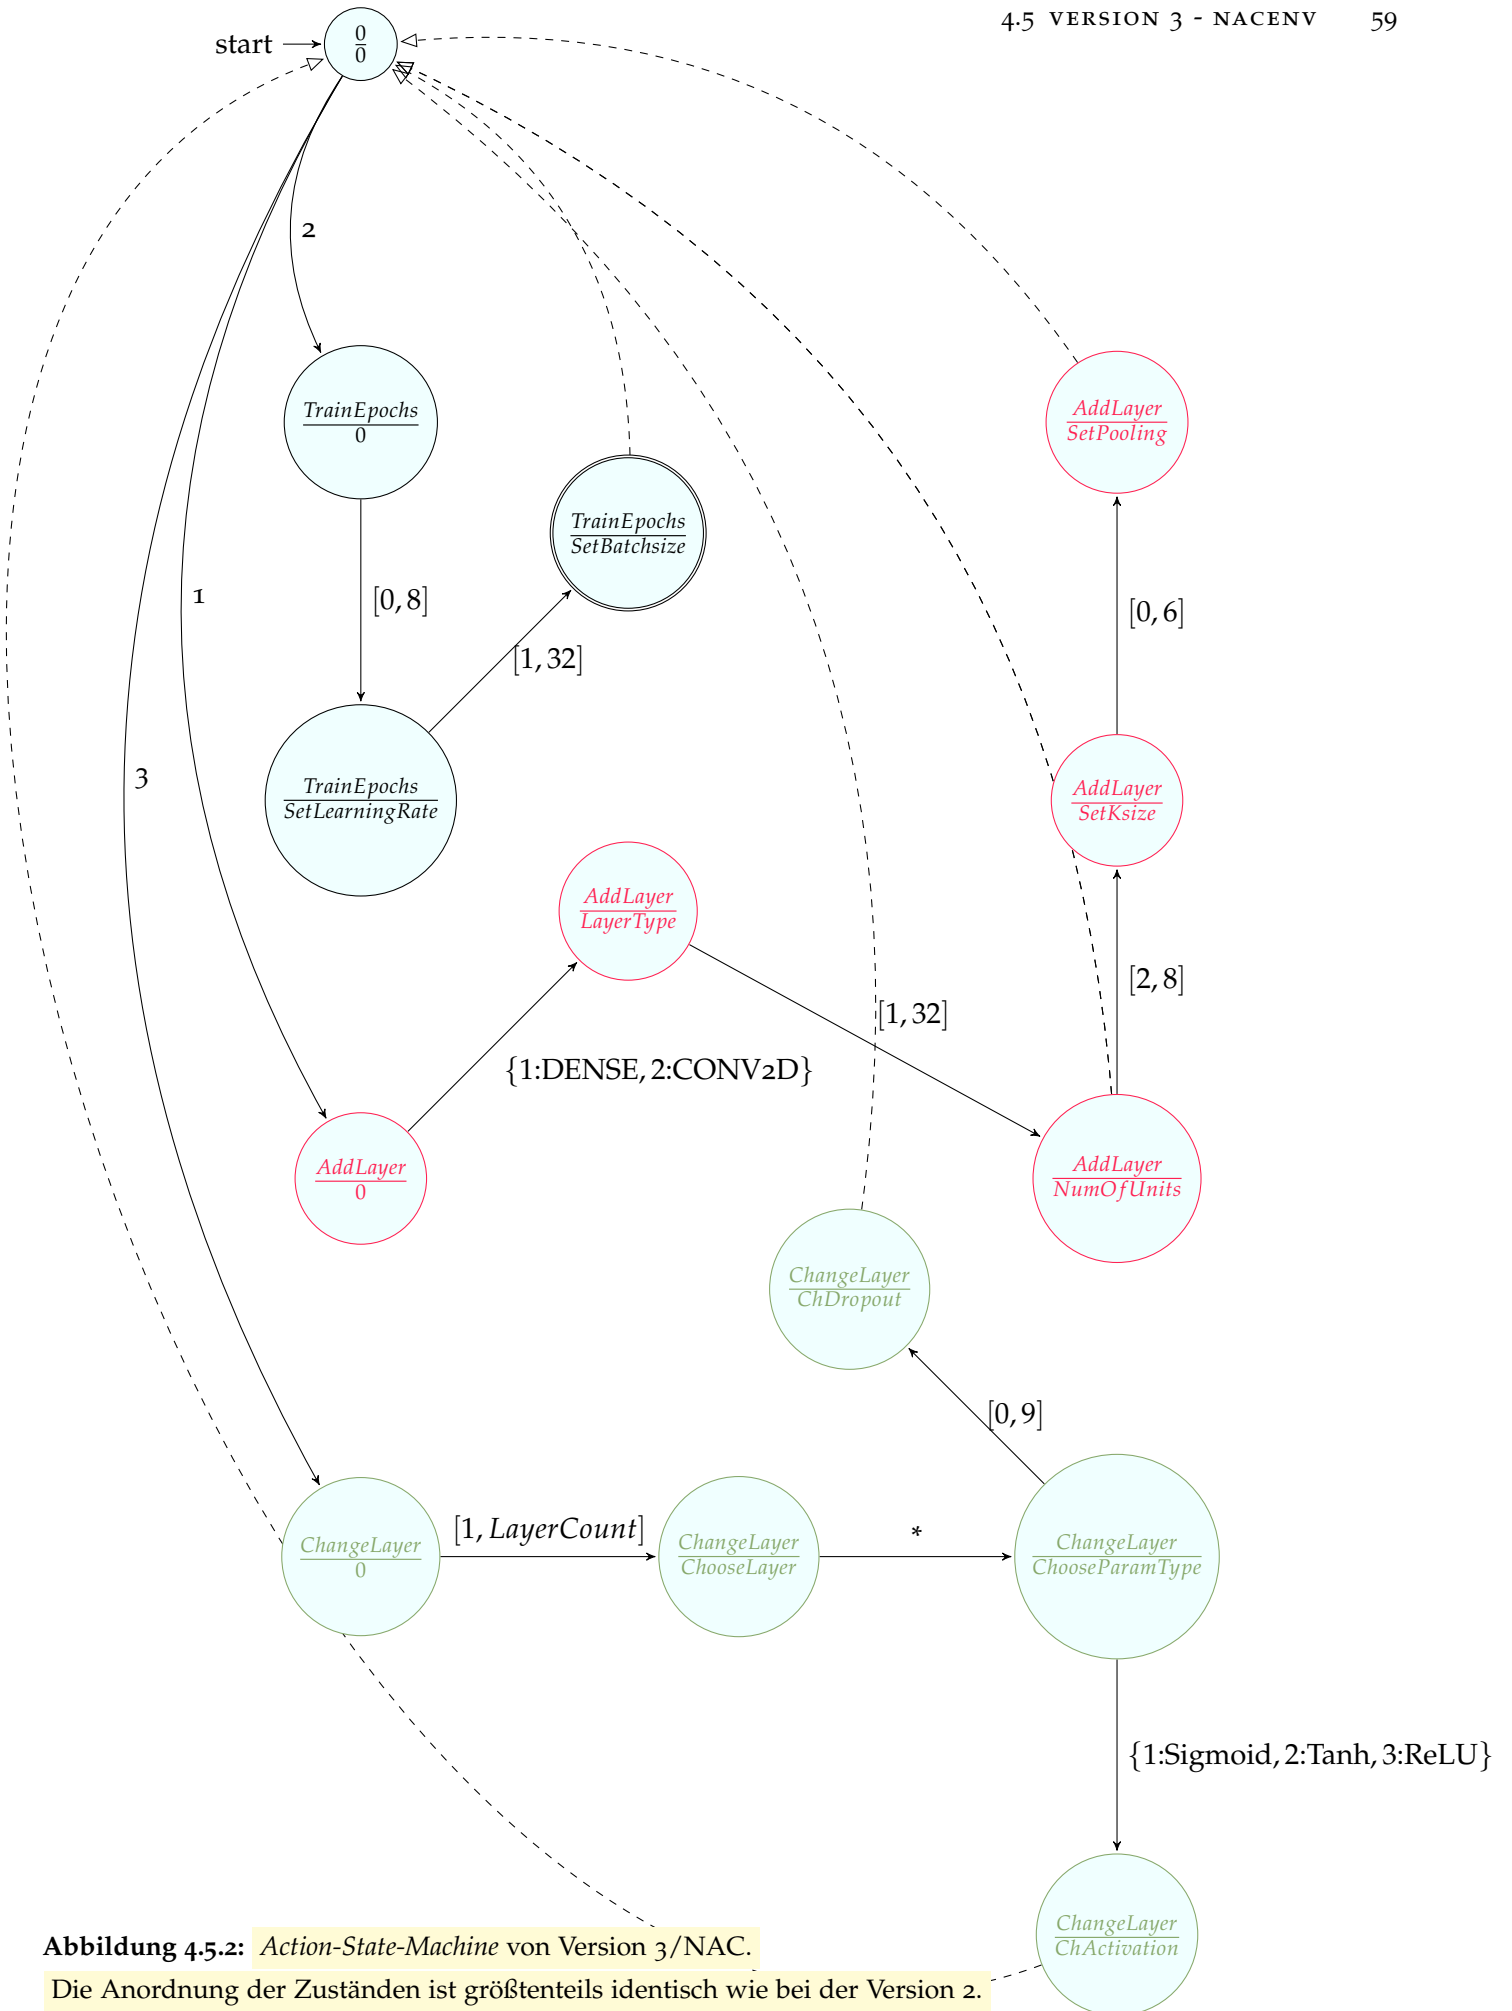 4.5 VERSION 3 - NACENV 59
start
0
0
2
TrainEpochs
0
AddLayer
SetPooling
TrainEpochs
SetBatchsize
[0, 8]
1
[0, 6]
[1, 32]
3
TrainEpochs
SetLearningRate
AddLayer
SetKsize
AddLayer
LayerType
[2, 8]
[1, 32]
{1:DENSE, 2:CONV2D}
AddLayer
0
AddLayer
NumOfUnits
ChangeLayer
ChDropout
[0, 9]
[1, LayerCount]
*
ChangeLayer
0
ChangeLayer
ChooseLayer
ChangeLayer
ChooseParamType
{1:Sigmoid, 2:Tanh, 3:ReLU}
ChangeLayer
ChActivation
Abbildung 4.5.2: Action-State-Machine von Version 3/NAC.
Die Anordnung der Zuständen ist größtenteils identisch wie bei der Version 2.